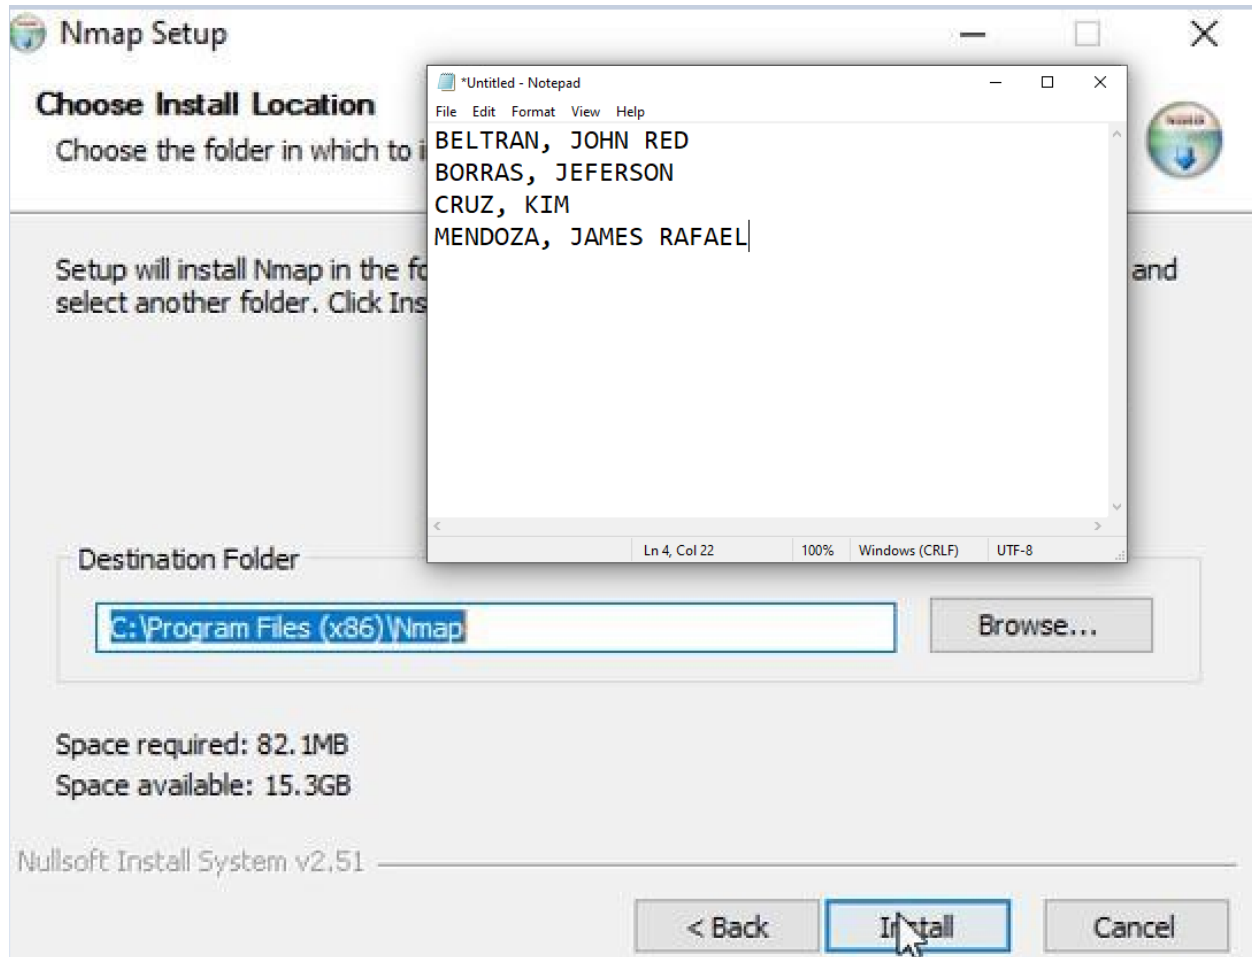 Nmap Setup
Choose Install Location
Choose the folder in which to i
*Untitled - Notepad
File Edit Format View Help
BELTRAN, JOHN RED
BORRAS, JEFERSON
CRUZ, KIM
MENDOZA, JAMES RAFAEL
Ln 4, Col 22 100% Windows (CRLF) UTF-8
Setup will install Nmap in the fo and
select another folder. Click Ins
Destination Folder
C:\Program Files (x86)\Nmap
Browse...
Space required: 82.1MB
Space available: 15.3GB
Nullsoft Install System v2.51
< Back Install Cancel